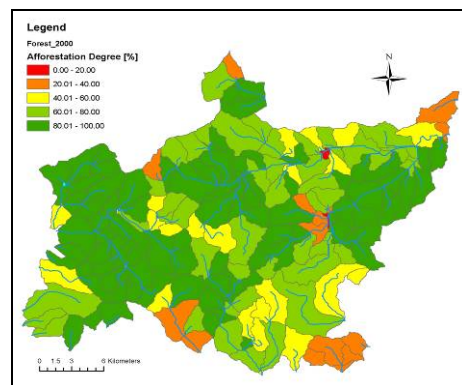 Legend
Forest_2000
Afforestation Degree [%]
0.00 - 20.00
20.01 - 40.00
40.01 - 60.00
60.01 - 80.00
80.01 - 100.00
N
0 1.5 3 6 Kilometers